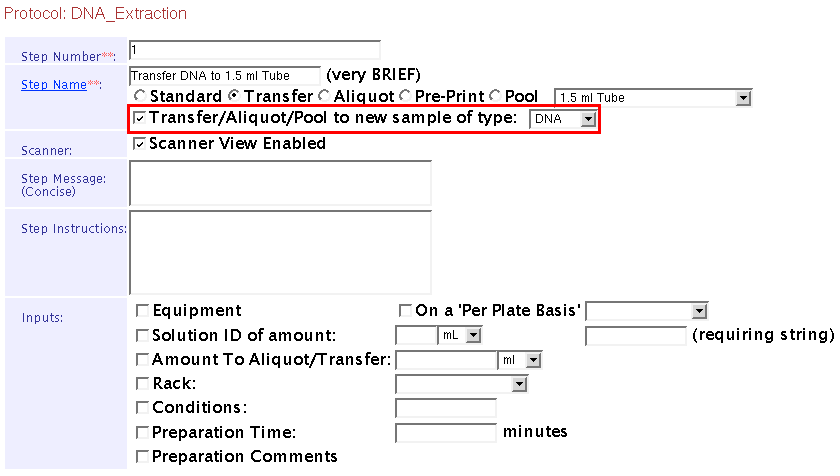 Protocol: DNA_Extraction
Step Number**: 1
Step Name**: Transfer DNA to 1.5 ml Tube (very BRIEF)
Standard Transfer Aliquot Pre-Print Pool 1.5 ml Tube
Transfer/Aliquot/Pool to new sample of type: DNA
Scanner: Scanner View Enabled
Step Message:
(Concise)
Step Instructions:
Inputs: Equipment On a 'Per Plate Basis'
Solution ID of amount: mL (requiring string)
Amount To Aliquot/Transfer: ml
Rack:
Conditions:
Preparation Time: minutes
Preparation Comments